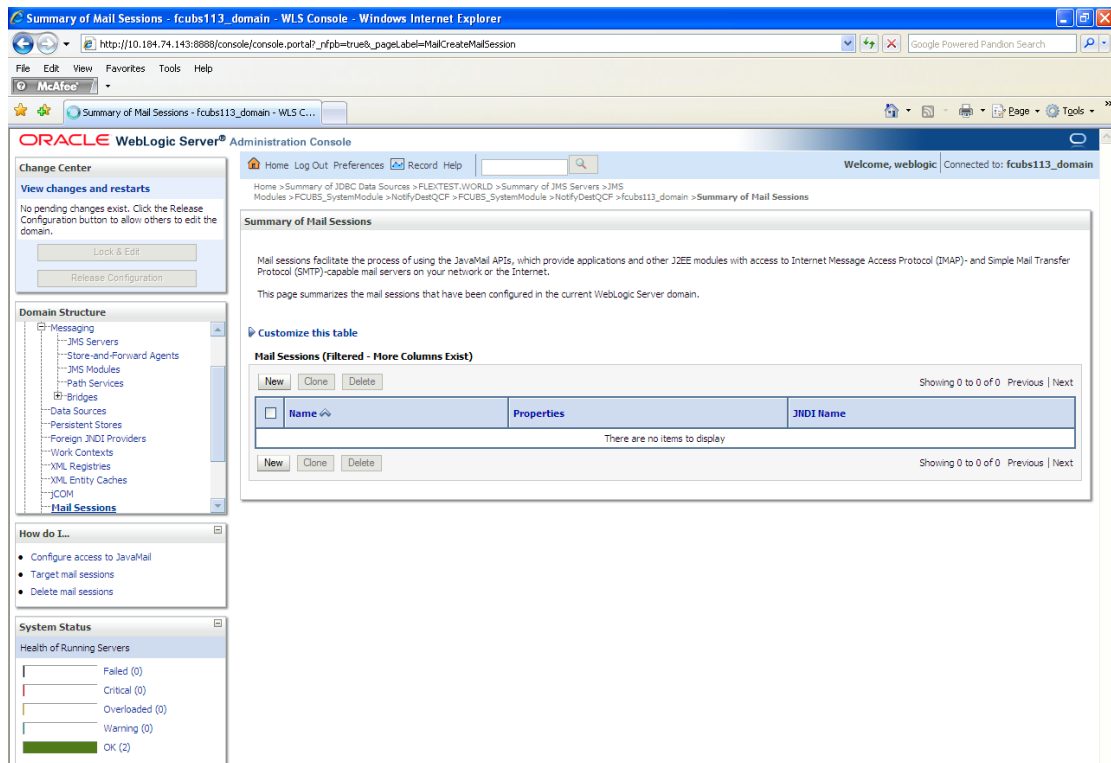 Summary of Mail Sessions - fcubs113_domain - WLS Console - Windows Internet Explorer
http://10.184.74.143:8888/console/console.portal?_nfpb=true&_pageLabel=MailCreateMailSession
Google Powered Pandion Search
File Edit View Favorites Tools Help
McAfee
Summary of Mail Sessions - fcubs113_domain - WLS C...
Page Tools
ORACLE WebLogic Server® Administration Console
Change Center
View changes and restarts
No pending changes exist. Click the Release
Configuration button to allow others to edit the
domain.
Lock & Edit
Release Configuration
Domain Structure
Messaging
JMS Servers
Store-and-Forward Agents
JMS Modules
Path Services
Bridges
Data Sources
Persistent Stores
Foreign JNDI Providers
Work Contexts
XML Registries
XML Entity Caches
jCOM
Mail Sessions
How do I...
Configure access to JavaMail
Target mail sessions
Delete mail sessions
System Status
Health of Running Servers
Failed (0)
Critical (0)
Overloaded (0)
Warning (0)
OK (2)
Home Log Out Preferences Record Help
Welcome, weblogic Connected to: fcubs113_domain
Home >Summary of JDBC Data Sources >FLEXTEST.WORLD >Summary of JMS Servers >JMS
Modules >FCUBS_SystemModule >NotifyDestQCF >FCUBS_SystemModule >NotifyDestQCF >fcubs113_domain >Summary of Mail Sessions
Summary of Mail Sessions
Mail sessions facilitate the process of using the JavaMail APIs, which provide applications and other J2EE modules with access to Internet Message Access Protocol (IMAP)- and Simple Mail Transfer
Protocol (SMTP)-capable mail servers on your network or the Internet.
This page summarizes the mail sessions that have been configured in the current WebLogic Server domain.
Customize this table
Mail Sessions (Filtered - More Columns Exist)
New Clone Delete Showing 0 to 0 of 0 Previous | Next
Name Properties JNDI Name
There are no items to display
New Clone Delete Showing 0 to 0 of 0 Previous | Next